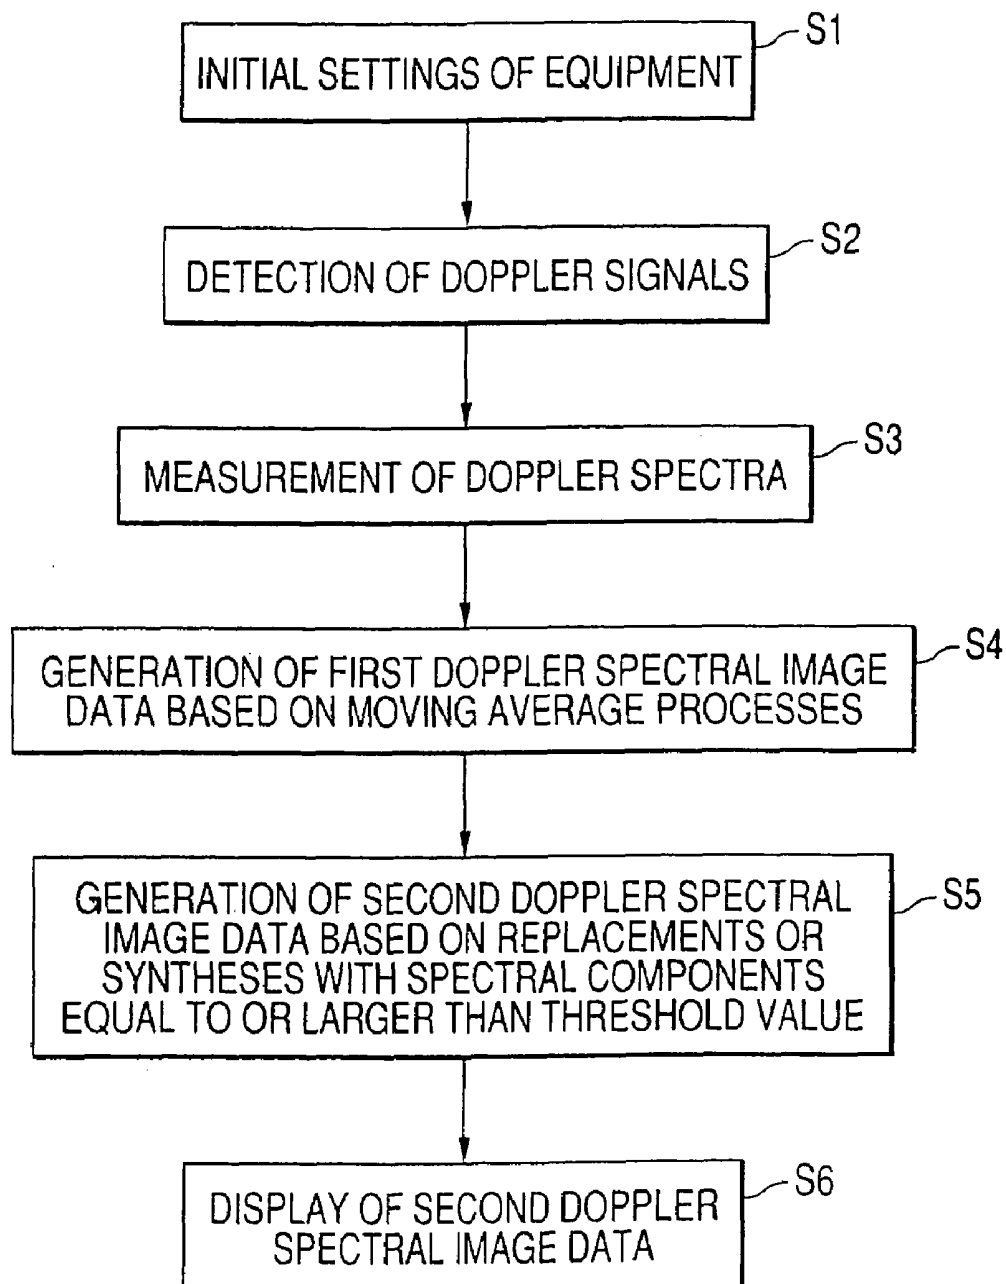 S1
INITIAL SETTINGS OF EQUIPMENT
S2
DETECTION OF DOPPLER SIGNALS
S3
MEASUREMENT OF DOPPLER SPECTRA
S4
GENERATION OF FIRST DOPPLER SPECTRAL IMAGE
DATA BASED ON MOVING AVERAGE PROCESSES
S5
GENERATION OF SECOND DOPPLER SPECTRAL
IMAGE DATA BASED ON REPLACEMENTS OR
SYNTHESES WITH SPECTRAL COMPONENTS
EQUAL TO OR LARGER THAN THRESHOLD VALUE
S6
DISPLAY OF SECOND DOPPLER
SPECTRAL IMAGE DATA